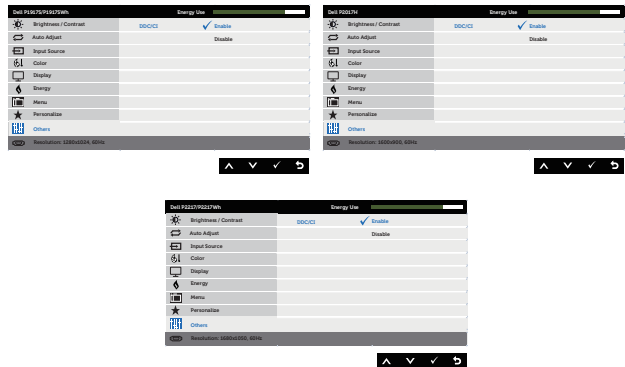 Dell P1917S/P1917SWh Energy Use
Brightness / Contrast DDC/CI Enable
Auto Adjust Disable
Input Source
Color
Display
Energy
Menu
Personalize
Others
Resolution: 1280x1024, 60Hz
Dell P2017H Energy Use
Brightness / Contrast DDC/CI Enable
Auto Adjust Disable
Input Source
Color
Display
Energy
Menu
Personalize
Others
Resolution: 1600x900, 60Hz
Dell P2217/P2217Wh Energy Use
Brightness / Contrast DDC/CI Enable
Auto Adjust Disable
Input Source
Color
Display
Energy
Menu
Personalize
Others
Resolution: 1680x1050, 60Hz